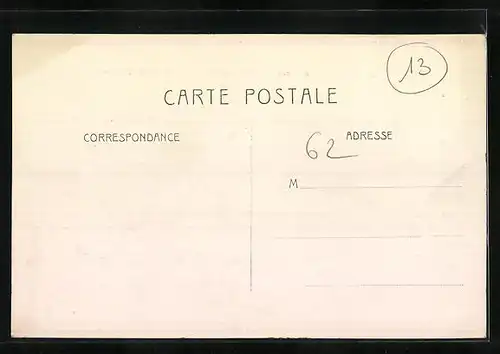 13
CARTE POSTALE
CORRESPONDANCE
ADRESSE
62
M